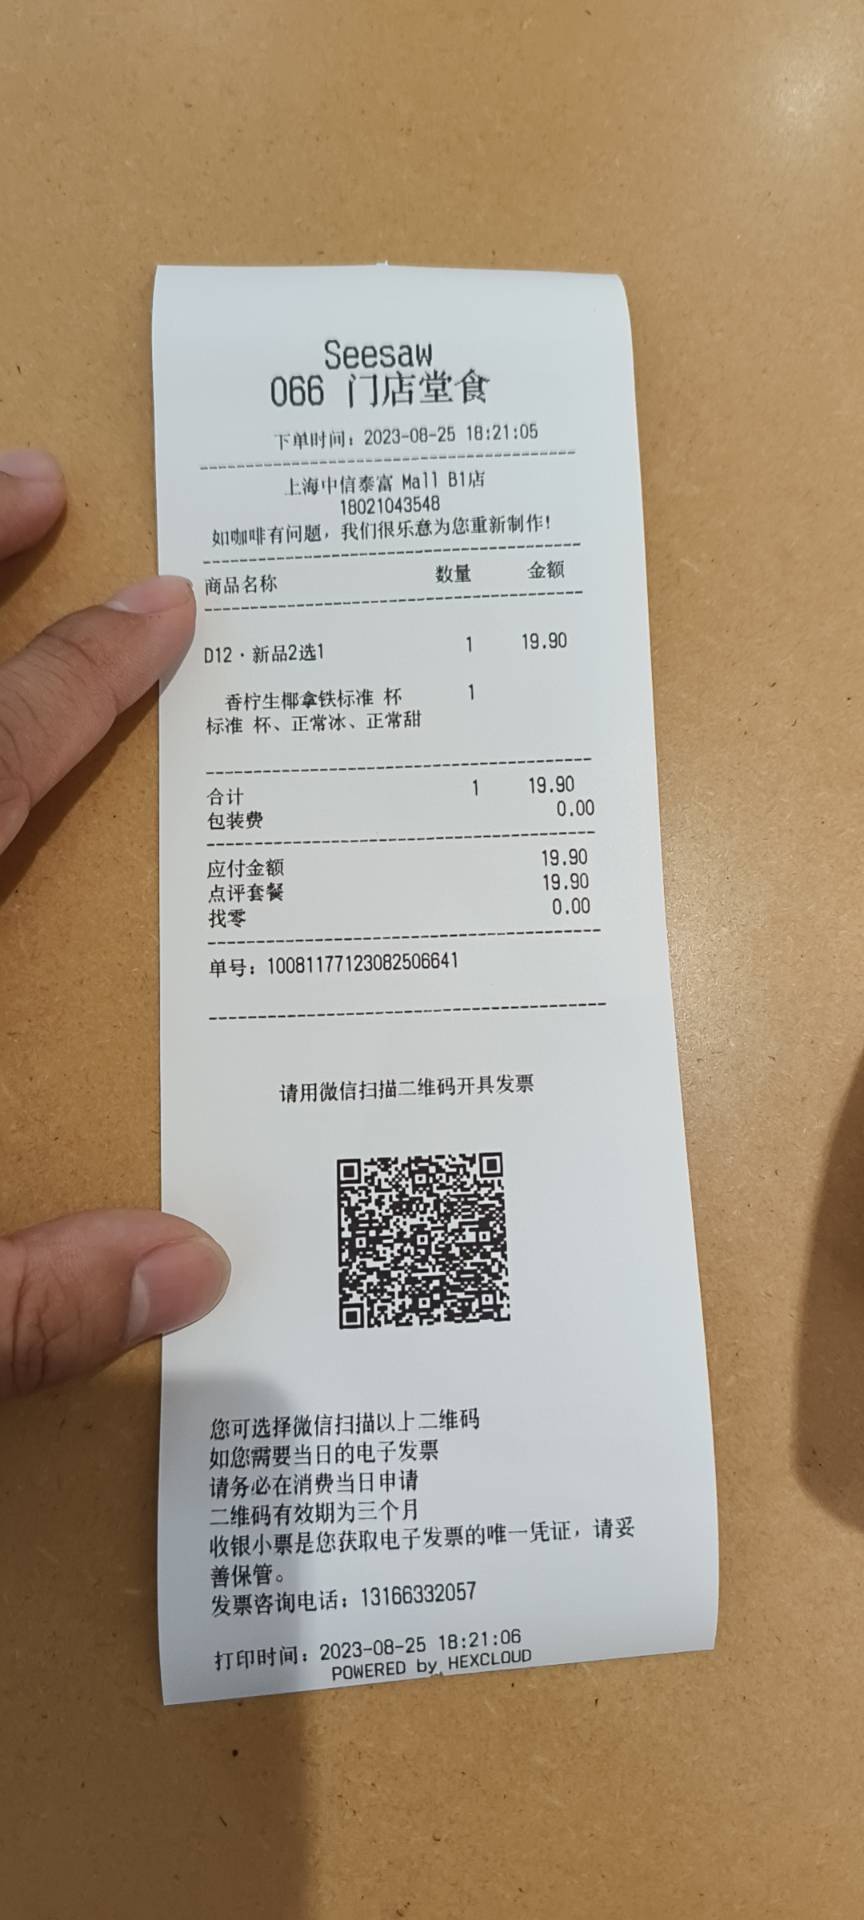 Seesaw
066 门店堂食
下单时间：2023-08-25 18:21:05
上海中信泰富 Mall B1店
18021043548
如咖啡有问题，我们很乐意为您重新制作！
商品名称 数量 金额
D12·新品2选1 1 19.90
香柠生椰拿铁标准 杯 1
标准 杯、正常冰、正常甜
合计 1 19.90
包装费 0.00
应付金额 19.90
点评套餐 19.90
找零 0.00
单号：10081177123082506641
请用微信扫描二维码开具发票
您可选择微信扫描以上二维码
如您需要当日的电子发票
请务必在消费当日申请
二维码有效期为三个月
收银小票是您获取电子发票的唯一凭证，请妥
善保管。
发票咨询电话：13166332057
打印时间：2023-08-25 18:21:06
POWERED by HEXCLOUD